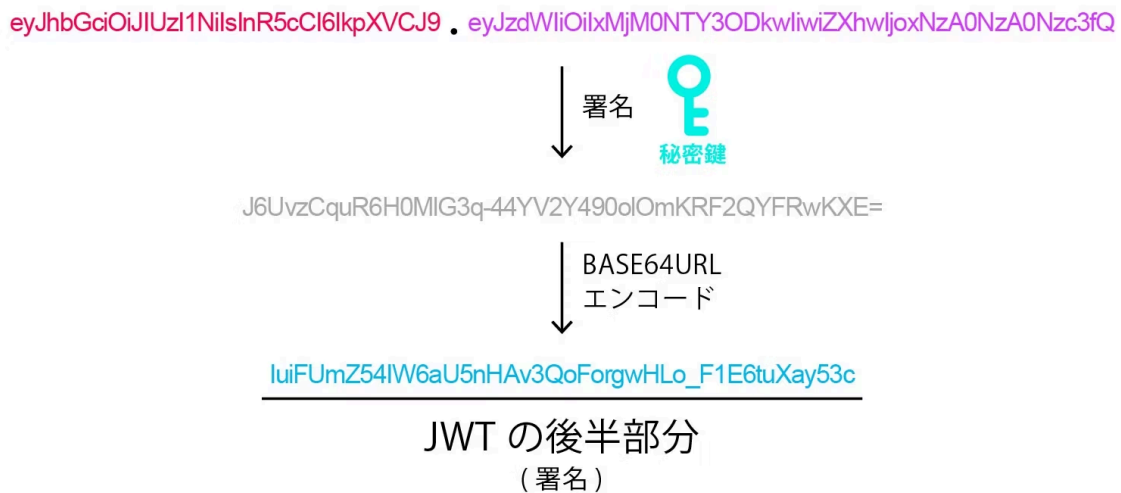 eyJhbGciOiJIUzI1NiIsInR5cCI6IkpXVCJ9 . eyJzdWIiOiIxMjM0NTY3ODkwIiwiZXhwIjoxNzA0NzA0Nzc3fQ
署名
秘密鍵
J6UvzCquR6H0MlG3q-44YV2Y490olOmKRF2QYFRwKXE=
BASE64URL
エンコード
IuiFUmZ54IW6aU5nHAv3QoForgwHLo_F1E6tuXay53c
JWT の後半部分
( 署名 )